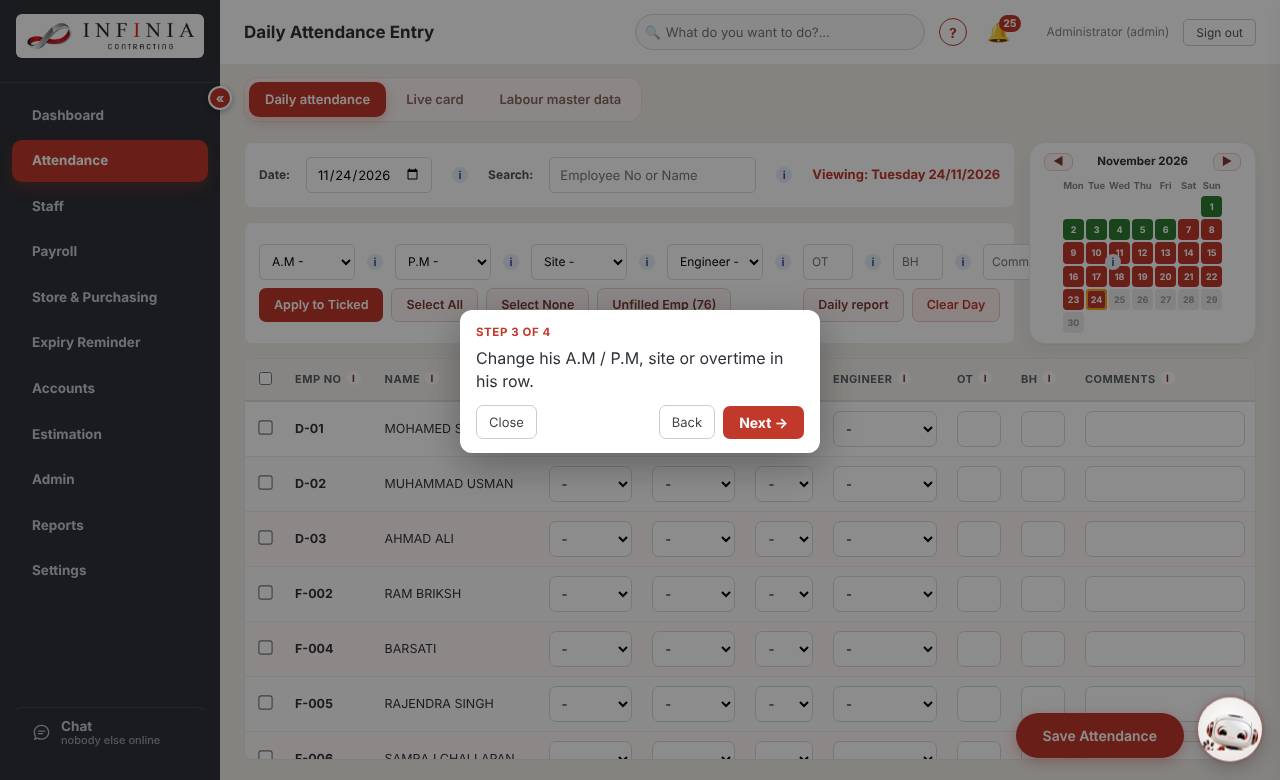 INFINIA
CONTRACTING
Daily Attendance Entry
What do you want to do?...
?
25
Administrator (admin)
Sign out
«
Dashboard
Attendance
Staff
Payroll
Store & Purchasing
Expiry Reminder
Accounts
Estimation
Admin
Reports
Settings
Chat
nobody else online
Daily attendance
Live card
Labour master data
Date:
11/24/2026
i
Search:
Employee No or Name
i
Viewing: Tuesday 24/11/2026
November 2026
Mon Tue Wed Thu Fri Sat Sun
1
2 3 4 5 6 7 8
9 10 11 12 13 14 15
16 17 18 19 20 21 22
23 24 25 26 27 28 29
30
i
A.M - i P.M - i Site - i Engineer - i OT i BH i Comm
Apply to Ticked
Select All
Select None
Unfilled Emp (76)
Daily report
Clear Day
STEP 3 OF 4
Change his A.M / P.M, site or overtime in
his row.
Close
Back
Next →
EMP NO i NAME i ENGINEER i OT i BH i COMMENTS i
D-01 MOHAMED -
D-02 MUHAMMAD USMAN - - - -
D-03 AHMAD ALI - - - -
F-002 RAM BRIKSH - - - -
F-004 BARSATI - - - -
F-005 RAJENDRA SINGH - - - -
F-006 - - - -
Save Attendance